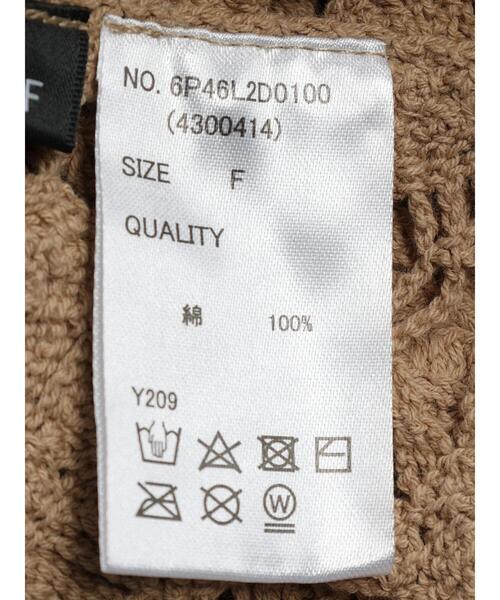 F
NO. 6P46L2D0100
(4300414)
SIZE F
QUALITY
綿 100%
Y209
W